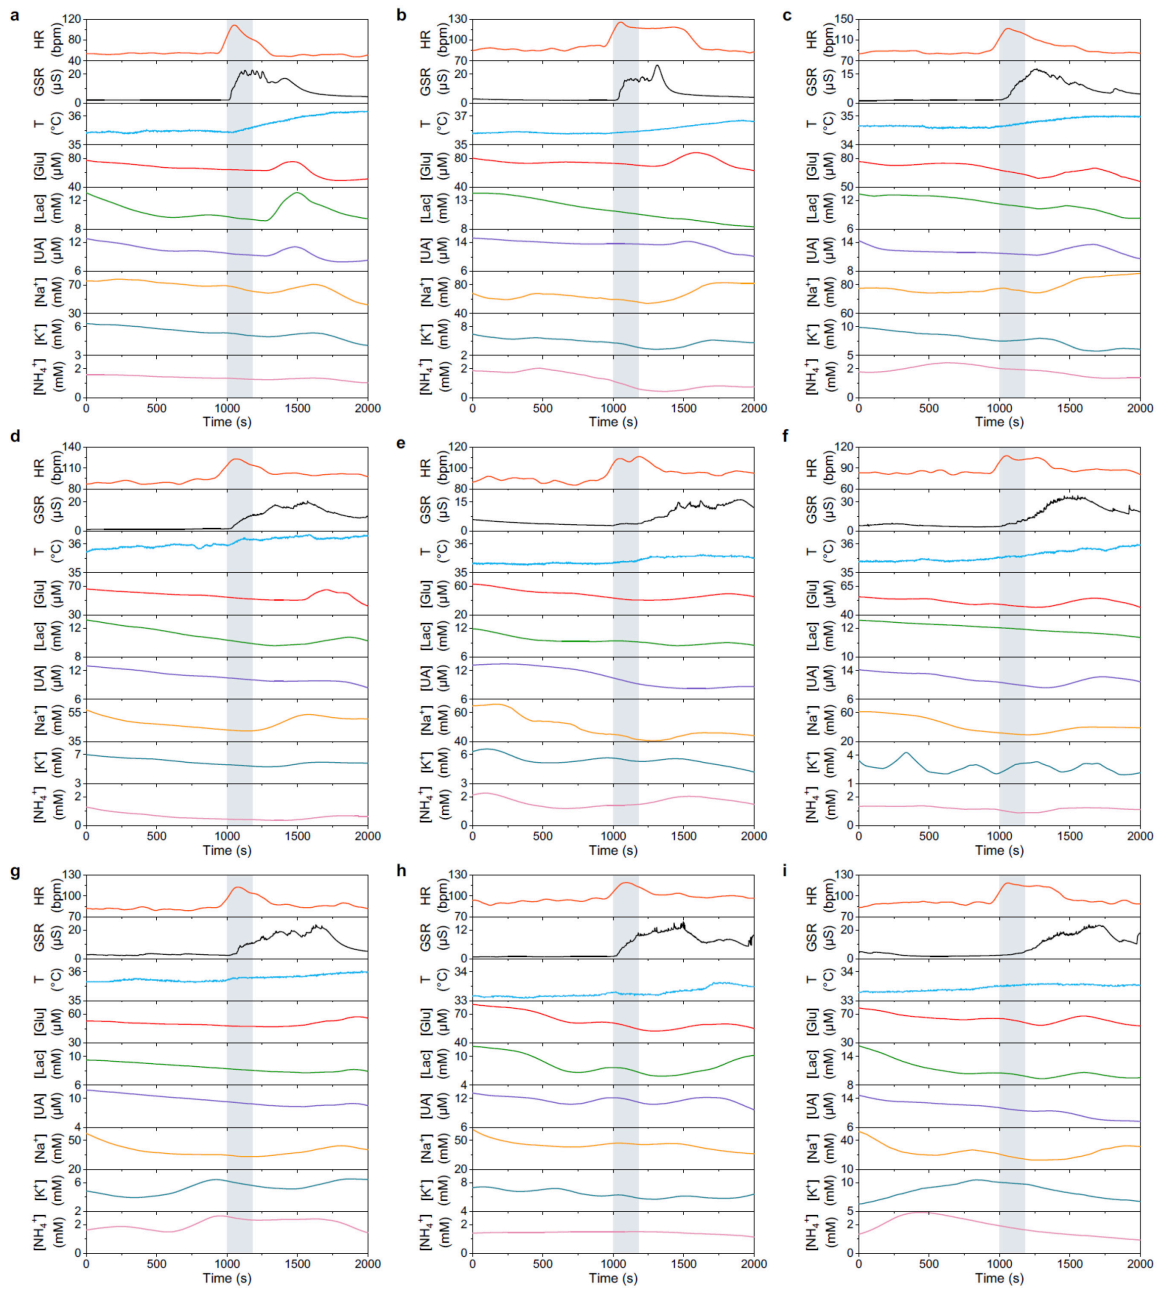 a
HR
(bpm)
120
80
40
GSR
(µS)
20
0
T
(°C)
36
35
[Glu]
(µM)
80
40
[Lac]
(mM)
12
8
[UA]
(µM)
12
6
[Na⁺]
(mM)
70
30
[K⁺]
(mM)
6
3
[NH₄⁺]
(mM)
2
0
0 500 1000 1500 2000
Time (s)
b
HR
(bpm)
130
100
70
GSR
(µS)
20
0
T
(°C)
37
35
[Glu]
(µM)
80
40
[Lac]
(mM)
13
8
[UA]
(µM)
14
6
[Na⁺]
(mM)
80
40
[K⁺]
(mM)
8
2
[NH₄⁺]
(mM)
2
0
0 500 1000 1500 2000
Time (s)
c
HR
(bpm)
150
110
70
GSR
(µS)
15
0
T
(°C)
35
34
[Glu]
(µM)
80
50
[Lac]
(mM)
12
6
[UA]
(µM)
14
8
[Na⁺]
(mM)
80
60
[K⁺]
(mM)
10
5
[NH₄⁺]
(mM)
2
0
0 500 1000 1500 2000
Time (s)
d
HR
(bpm)
140
110
80
GSR
(µS)
20
0
T
(°C)
36
35
[Glu]
(µM)
70
30
[Lac]
(mM)
12
6
[UA]
(µM)
12
6
[Na⁺]
(mM)
55
35
[K⁺]
(mM)
7
3
[NH₄⁺]
(mM)
2
0
0 500 1000 1500 2000
Time (s)
e
HR
(bpm)
120
100
80
GSR
(µS)
15
0
T
(°C)
36
35
[Glu]
(µM)
60
20
[Lac]
(mM)
12
6
[UA]
(µM)
12
6
[Na⁺]
(mM)
60
40
[K⁺]
(mM)
6
2
[NH₄⁺]
(mM)
2
0
0 500 1000 1500 2000
Time (s)
f
HR
(bpm)
120
90
60
GSR
(µS)
35
0
T
(°C)
36
35
[Glu]
(µM)
65
40
[Lac]
(mM)
12
10
[UA]
(µM)
12
6
[Na⁺]
(mM)
60
20
[K⁺]
(mM)
4
1
[NH₄⁺]
(mM)
2
0
0 500 1000 1500 2000
Time (s)
g
HR
(bpm)
130
100
70
GSR
(µS)
20
0
T
(°C)
36
35
[Glu]
(µM)
60
30
[Lac]
(mM)
10
6
[UA]
(µM)
10
4
[Na⁺]
(mM)
50
20
[K⁺]
(mM)
6
2
[NH₄⁺]
(mM)
2
0
0 500 1000 1500 2000
Time (s)
h
HR
(bpm)
130
100
70
GSR
(µS)
12
0
T
(°C)
34
33
[Glu]
(µM)
70
30
[Lac]
(mM)
10
4
[UA]
(µM)
12
6
[Na⁺]
(mM)
50
20
[K⁺]
(mM)
8
4
[NH₄⁺]
(mM)
2
0
0 500 1000 1500 2000
Time (s)
i
HR
(bpm)
130
100
70
GSR
(µS)
20
0
T
(°C)
34
33
[Glu]
(µM)
70
30
[Lac]
(mM)
14
8
[UA]
(µM)
14
6
[Na⁺]
(mM)
40
10
[K⁺]
(mM)
10
5
[NH₄⁺]
(mM)
2
0
0 500 1000 1500 2000
Time (s)